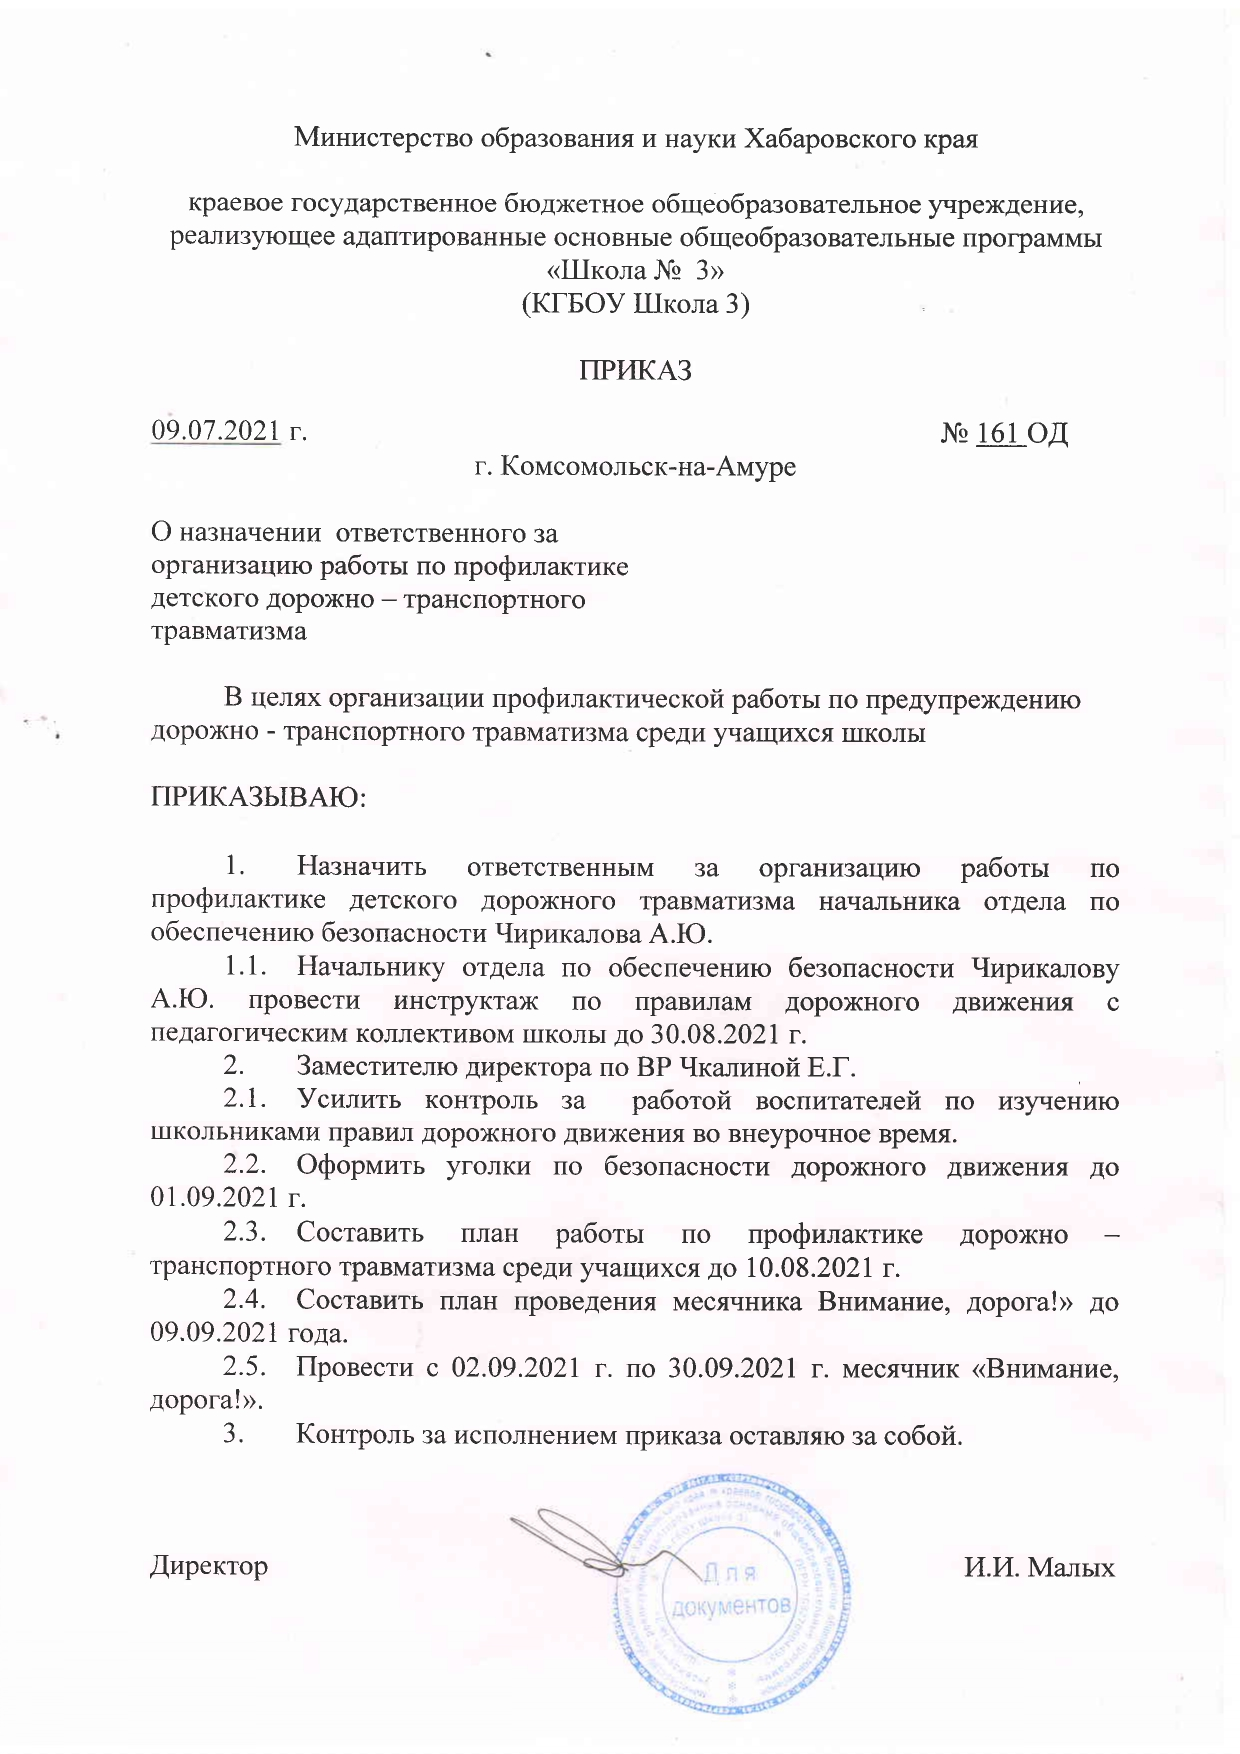 Министерство образования и науки Хабаровского края
краевое государственное бюджетное общеобразовательное учреждение,
реализующее адаптированные основные общеобразовательные программы
«Школа № 3»
(КГБОУ Школа 3)
ПРИКАЗ
09.07.2021 г. № 161 ОД
г. Комсомольск-на-Амуре
О назначении ответственного за
организацию работы по профилактике
детского дорожно – транспортного
травматизма
В целях организации профилактической работы по предупреждению
дорожно - транспортного травматизма среди учащихся школы
ПРИКАЗЫВАЮ:
1. Назначить ответственным за организацию работы по
профилактике детского дорожного травматизма начальника отдела по
обеспечению безопасности Чирикалова А.Ю.
1.1. Начальнику отдела по обеспечению безопасности Чирикалову
А.Ю. провести инструктаж по правилам дорожного движения с
педагогическим коллективом школы до 30.08.2021 г.
2. Заместителю директора по ВР Чкалиной Е.Г.
2.1. Усилить контроль за работой воспитателей по изучению
школьниками правил дорожного движения во внеурочное время.
2.2. Оформить уголки по безопасности дорожного движения до
01.09.2021 г.
2.3. Составить план работы по профилактике дорожно –
транспортного травматизма среди учащихся до 10.08.2021 г.
2.4. Составить план проведения месячника Внимание, дорога!» до
09.09.2021 года.
2.5. Провести с 02.09.2021 г. по 30.09.2021 г. месячник «Внимание,
дорога!».
3. Контроль за исполнением приказа оставляю за собой.
Директор И.И. Малых
Для
документов